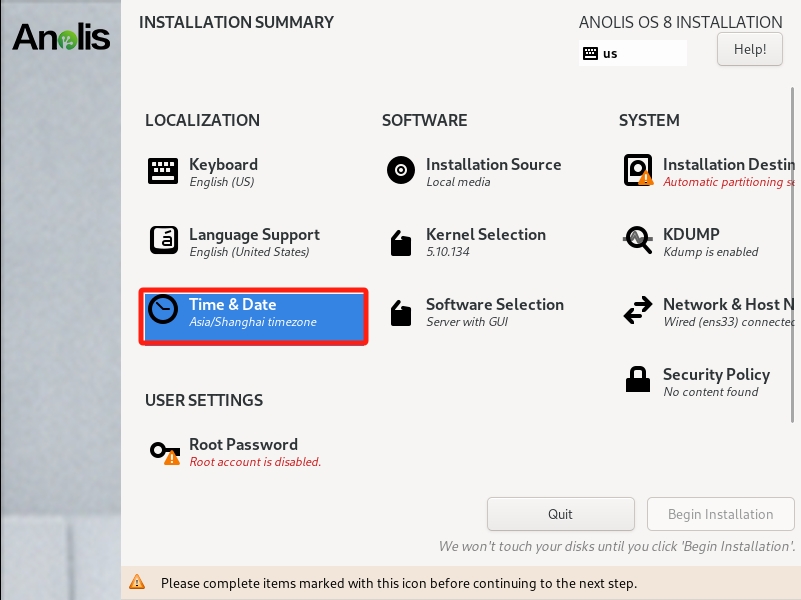 Anolis
INSTALLATION SUMMARY
ANOLIS OS 8 INSTALLATION
us
Help!
LOCALIZATION
Keyboard
English (US)
Language Support
English (United States)
Time & Date
Asia/Shanghai timezone
USER SETTINGS
Root Password
Root account is disabled.
SOFTWARE
Installation Source
Local media
Kernel Selection
5.10.134
Software Selection
Server with GUI
SYSTEM
Installation Destin
Automatic partitioning se
KDUMP
Kdump is enabled
Network & Host N
Wired (ens33) connected
Security Policy
No content found
Quit
Begin Installation
We won't touch your disks until you click 'Begin Installation'.
Please complete items marked with this icon before continuing to the next step.